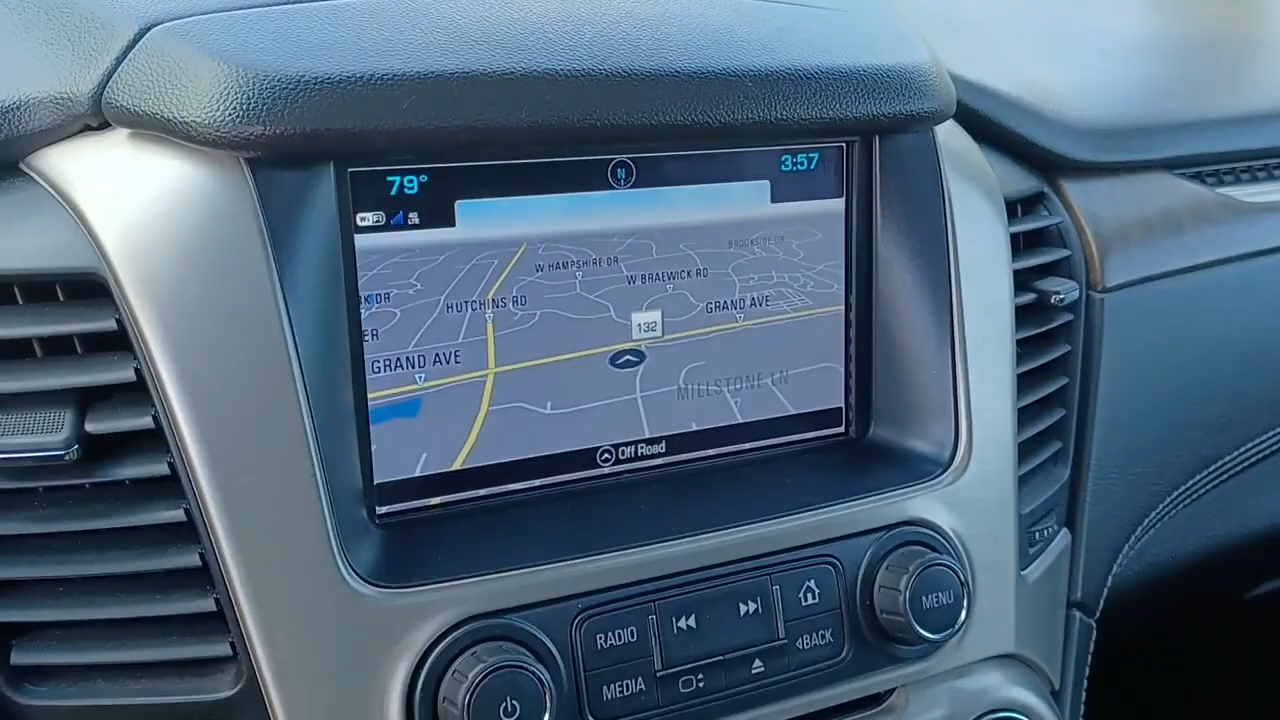 79°
N
3:57
WiFi
4G
LTE
BROOKSIDE DR
W HAMPSHIRE DR
W BRAEWICK RD
HUTCHINS RD
GRAND AVE
132
GRAND AVE
MILLSTONE LN
Off Road
RADIO
MEDIA
BACK
MENU